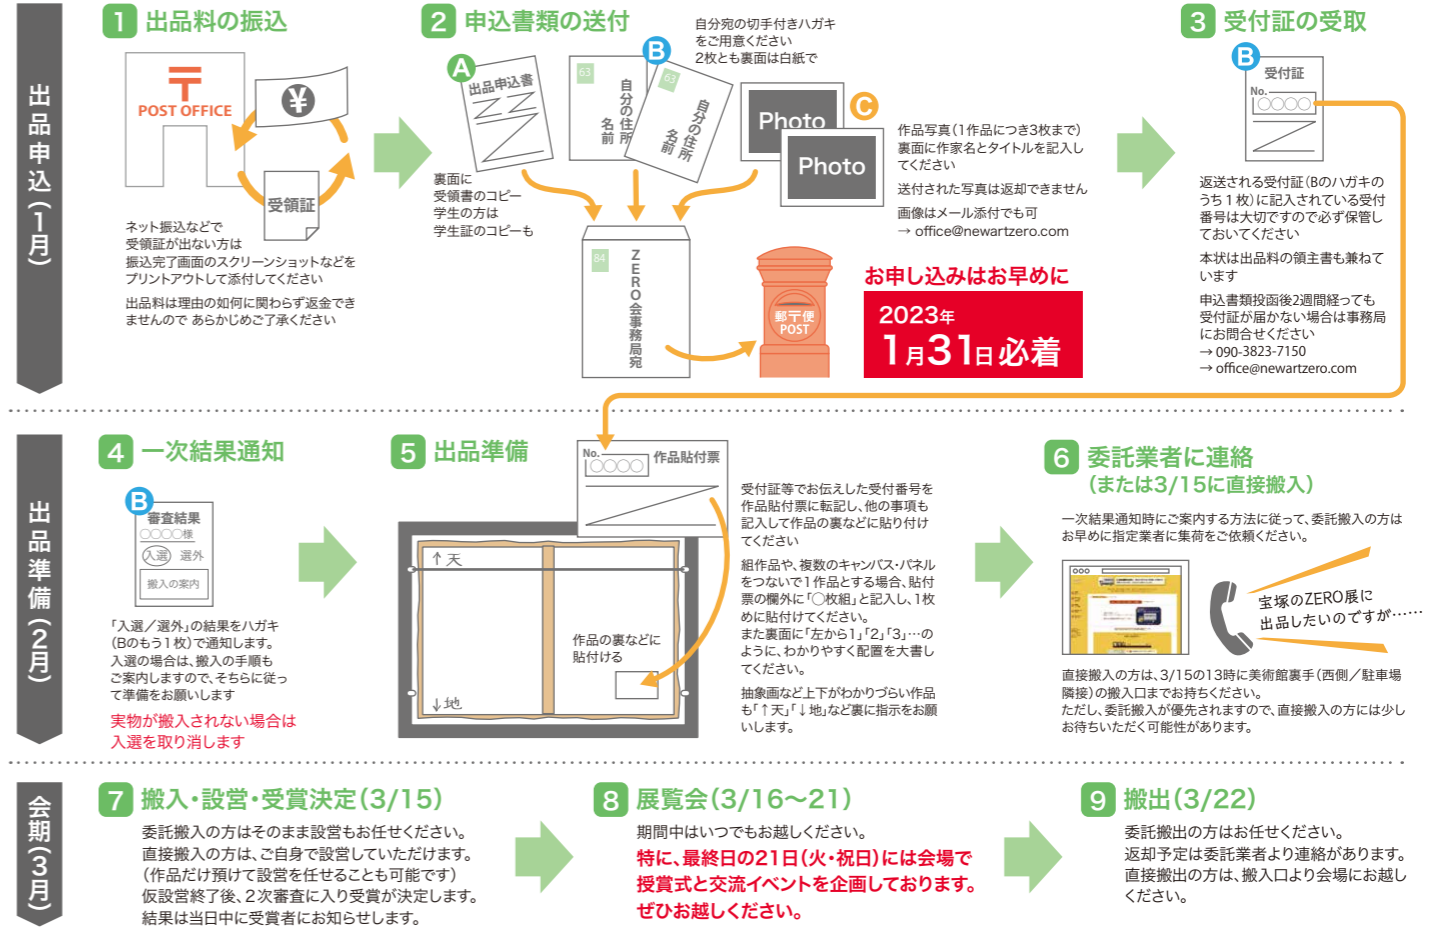 出品申込(1月)
1 出品料の振込
POST OFFICE
¥
受領証
ネット振込などで
受領証が出ない方は
振込完了画面のスクリーンショットなどを
プリントアウトして添付してください
出品料は理由の如何に関わらず返金でき
ませんので あらかじめご了承ください
2 申込書類の送付
自分宛の切手付きハガキ
をご用意ください
2枚とも裏面は白紙で
A
出品申込書
63
自分の住所
名前
B
63
自分の住所
名前
Photo
Photo
C
裏面に
受領書のコピー
学生の方は
学生証のコピーも
作品写真(1作品につき3枚まで)
裏面に作家名とタイトルを記入し
てください
送付された写真は返却できません
画像はメール添付でも可
→ office@newartzero.com
84
ZERO会事務局宛
郵〒便
POST
お申し込みはお早めに
2023年
1月31日必着
3 受付証の受取
B
受付証
No.
○○○○
返送される受付証(Bのハガキの
うち1枚)に記入されている受付
番号は大切ですので必ず保管し
ておいてください
本状は出品料の領主書も兼ねて
います
申込書類投函後2週間経っても
受付証が届かない場合は事務局
にお問合せください
→ 090-3823-7150
→ office@newartzero.com
出品準備(2月)
4 一次結果通知
B
審査結果
○○○○様
入選 選外
搬入の案内
「入選／選外」の結果をハガキ
(Bのもう1枚)で通知します。
入選の場合は、搬入の手順も
ご案内しますので、そちらに従っ
て準備をお願いします
実物が搬入されない場合は
入選を取り消します
5 出品準備
No.
○○○○
作品貼付票
↑天
作品の裏などに
貼付ける
↓地
受付証等でお伝えした受付番号を
作品貼付票に転記し、他の事項も
記入して作品の裏などに貼り付け
てください
組作品や、複数のキャンバス・パネル
をつないで1作品とする場合、貼付
票の欄外に「○枚組」と記入し、1枚
めに貼付けてください。
また裏面に「左から1」「2」「3」…の
ように、わかりやすく配置を大書し
てください。
抽象画など上下がわかりづらい作品
も「↑天」「↓地」など裏に指示をお願
いします。
6 委託業者に連絡
(または3/15に直接搬入)
一次結果通知時にご案内する方法に従って、委託搬入の方は
お早めに指定業者に集荷をご依頼ください。
宝塚のZERO展に
出品したいのですが……
直接搬入の方は、3/15の13時に美術館裏手(西側／駐車場
隣接)の搬入口までお持ちください。
ただし、委託搬入が優先されますので、直接搬入の方には少し
お待ちいただく可能性があります。
会期(3月)
7 搬入・設営・受賞決定(3/15)
委託搬入の方はそのまま設営もお任せください。
直接搬入の方は、ご自身で設営していただけます。
(作品だけ預けて設営を任せることも可能です)
仮設営終了後、2次審査に入り受賞が決定します。
結果は当日中に受賞者にお知らせします。
8 展覧会(3/16〜21)
期間中はいつでもお越しください。
特に、最終日の21日(火・祝日)には会場で
授賞式と交流イベントを企画しております。
ぜひお越しください。
9 搬出(3/22)
委託搬出の方はお任せください。
返却予定は委託業者より連絡があります。
直接搬出の方は、搬入口より会場にお越し
ください。